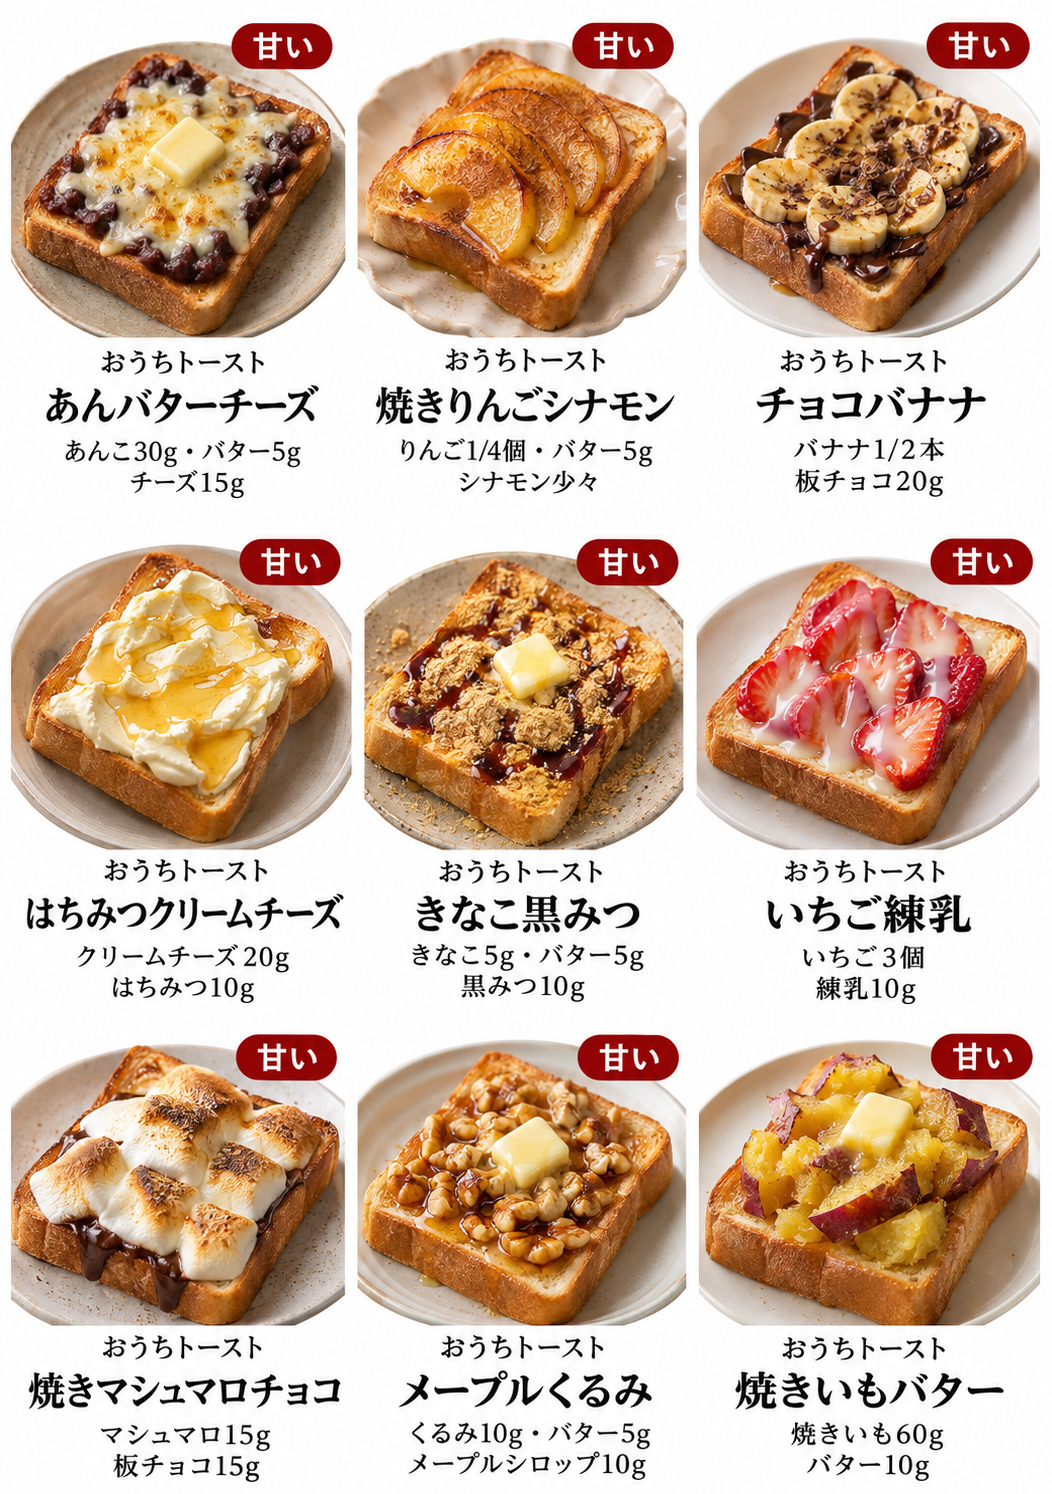 甘い
おうちトースト
あんバターチーズ
あんこ30g・バター5g
チーズ15g
甘い
おうちトースト
焼きりんごシナモン
りんご1/4個・バター5g
シナモン少々
甘い
おうちトースト
チョコバナナ
バナナ1/2本
板チョコ20g
甘い
おうちトースト
はちみつクリームチーズ
クリームチーズ20g
はちみつ10g
甘い
おうちトースト
きなこ黒みつ
きなこ5g・バター5g
黒みつ10g
甘い
おうちトースト
いちご練乳
いちご3個
練乳10g
甘い
おうちトースト
焼きマシュマロチョコ
マシュマロ15g
板チョコ15g
甘い
おうちトースト
メープルくるみ
くるみ10g・バター5g
メープルシロップ10g
甘い
おうちトースト
焼きいもバター
焼きいも60g
バター10g